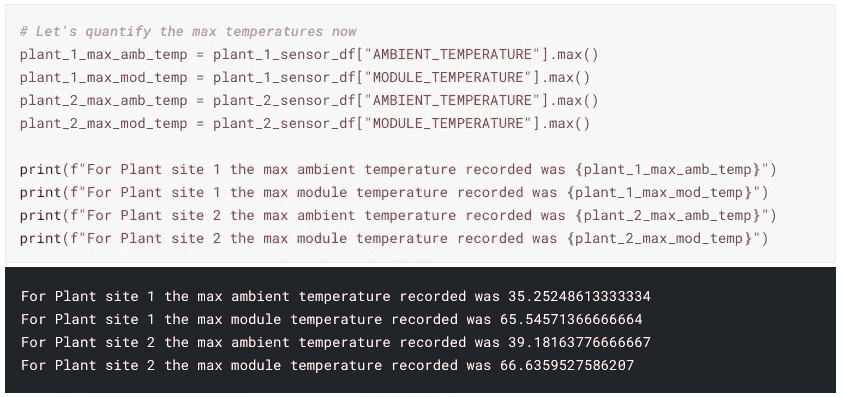 # Let's quantify the max temperatures now
plant_1_max_amb_temp = plant_1_sensor_df["AMBIENT_TEMPERATURE"].max()
plant_1_max_mod_temp = plant_1_sensor_df["MODULE_TEMPERATURE"].max()
plant_2_max_amb_temp = plant_2_sensor_df["AMBIENT_TEMPERATURE"].max()
plant_2_max_mod_temp = plant_2_sensor_df["MODULE_TEMPERATURE"].max()
print(f"For Plant site 1 the max ambient temperature recorded was {plant_1_max_amb_temp}")
print(f"For Plant site 1 the max module temperature recorded was {plant_1_max_mod_temp}")
print(f"For Plant site 2 the max ambient temperature recorded was {plant_2_max_amb_temp}")
print(f"For Plant site 2 the max module temperature recorded was {plant_2_max_mod_temp}")
For Plant site 1 the max ambient temperature recorded was 35.25248613333334
For Plant site 1 the max module temperature recorded was 65.54571366666664
For Plant site 2 the max ambient temperature recorded was 39.18163776666667
For Plant site 2 the max module temperature recorded was 66.6359527586207